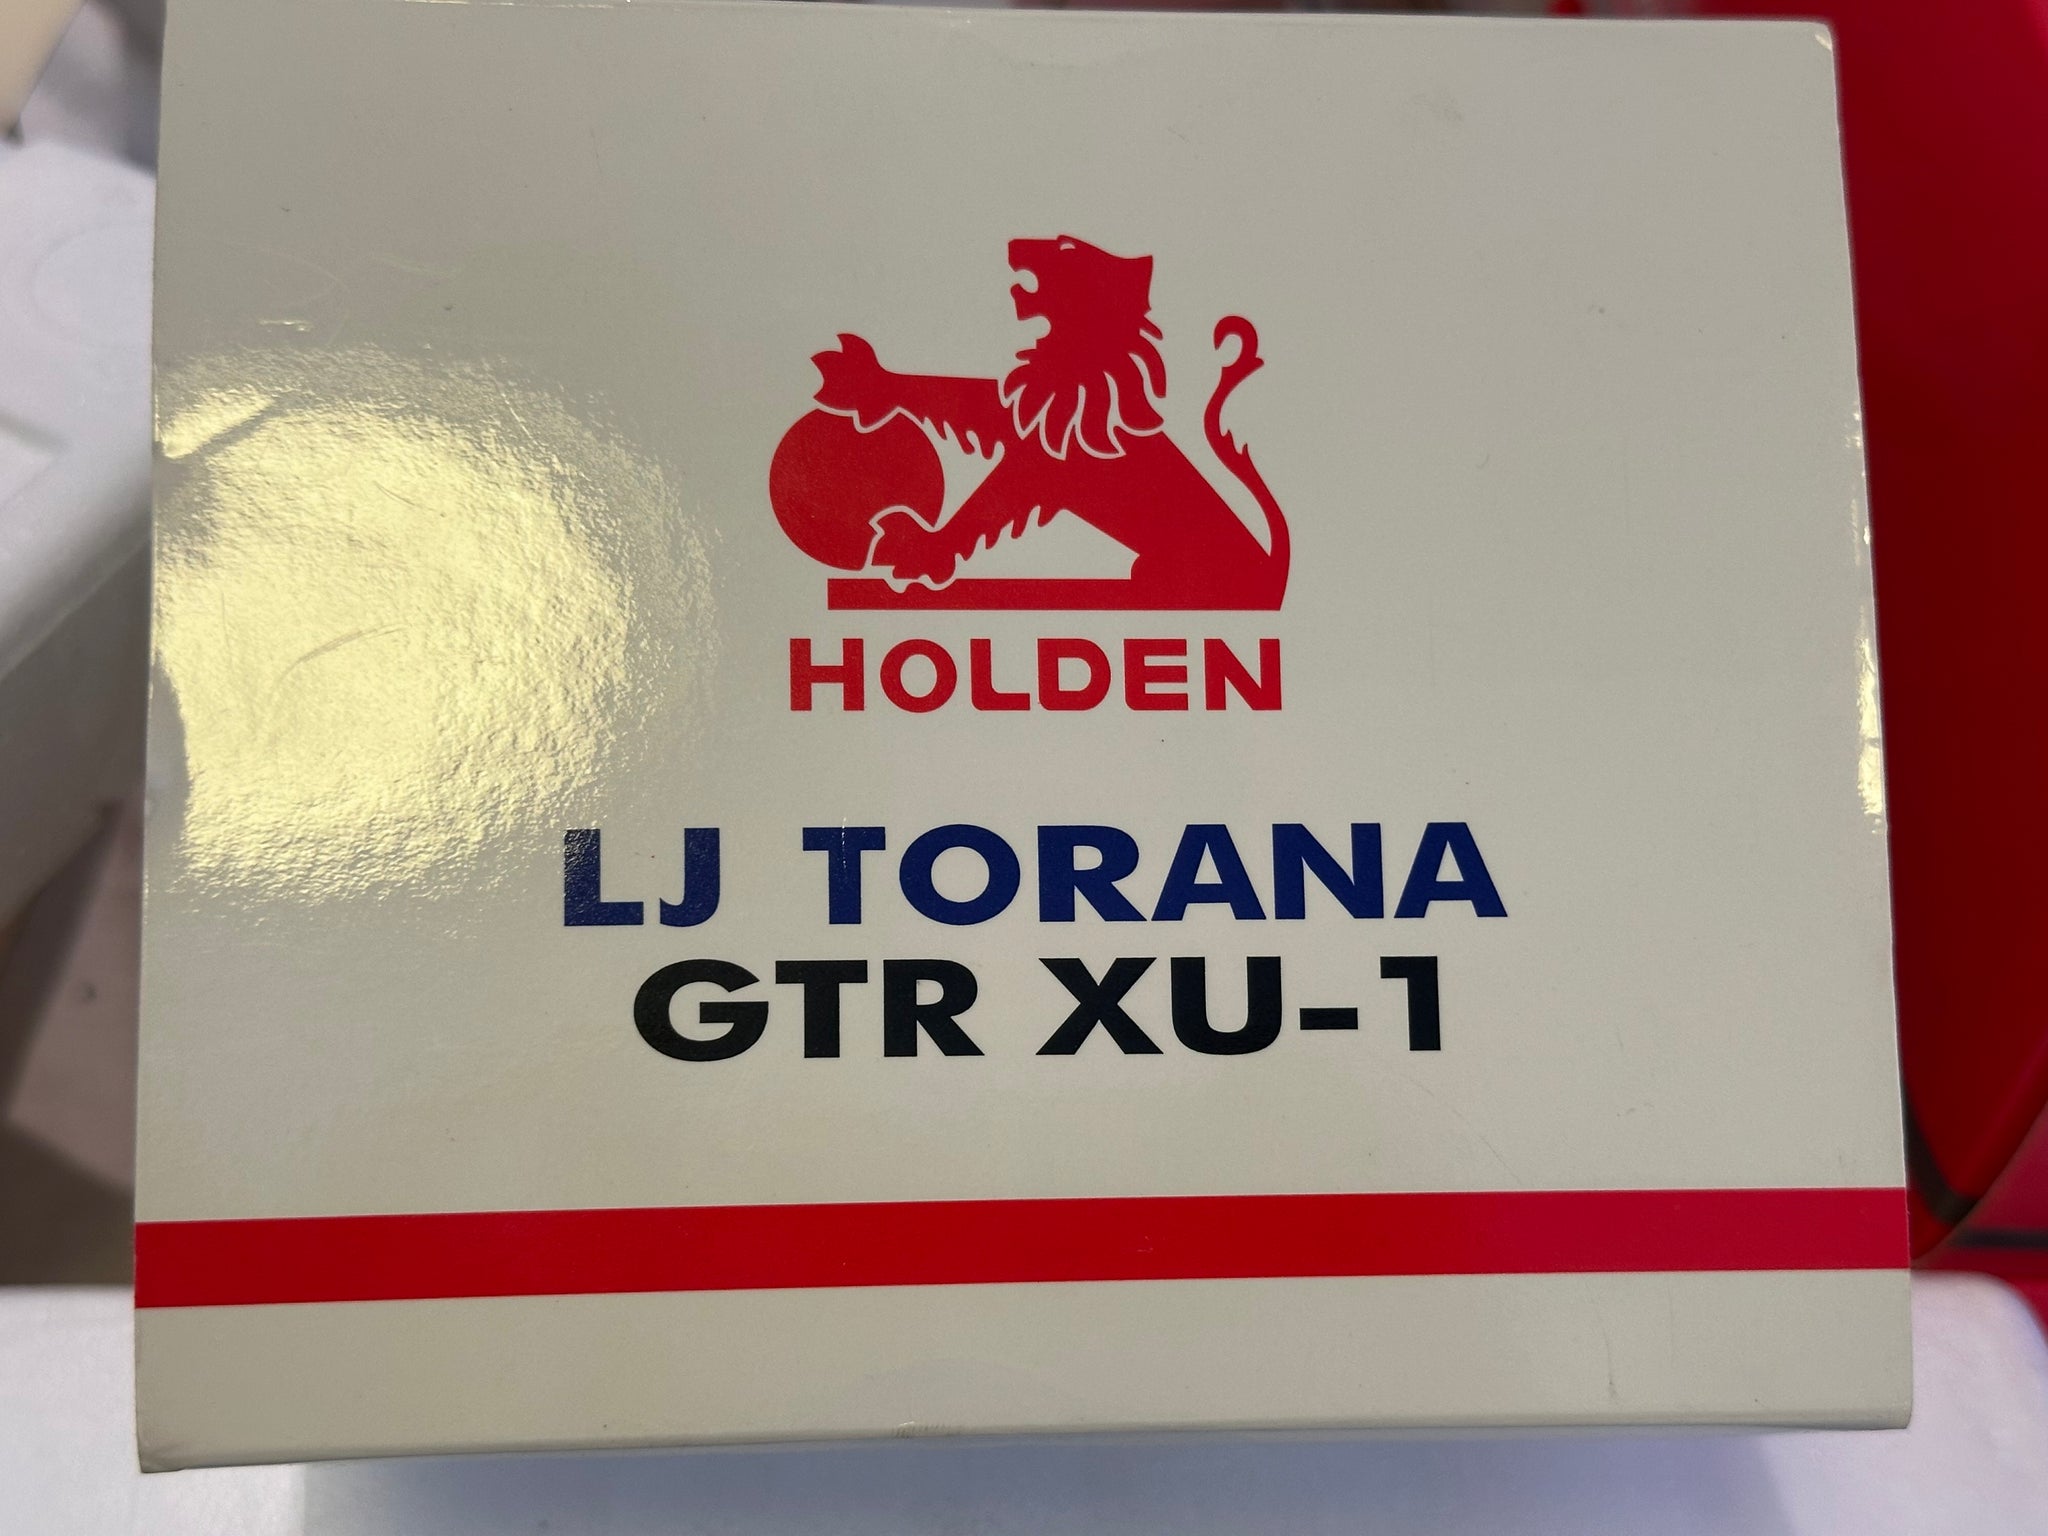 HOLDEN
LJ TORANA
GTR XU-1